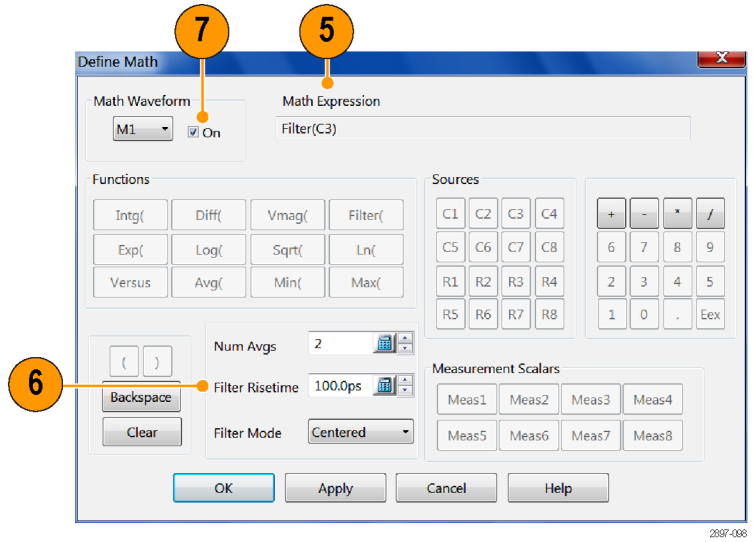 7
5
Define Math
X
Math Waveform
Math Expression
M1
On
Filter(C3)
Functions
Intg( Diff( Vmag( Filter(
Exp( Log( Sqrt( Ln(
Versus Avg( Min( Max(
Sources
C1 C2 C3 C4
C5 C6 C7 C8
R1 R2 R3 R4
R5 R6 R7 R8
+ - * /
6 7 8 9
2 3 4 5
1 0 . Eex
( )
Backspace
Clear
6
Num Avgs 2
Filter Risetime 100.0ps
Filter Mode Centered
Measurement Scalars
Meas1 Meas2 Meas3 Meas4
Meas5 Meas6 Meas7 Meas8
OK Apply Cancel Help
2897-098